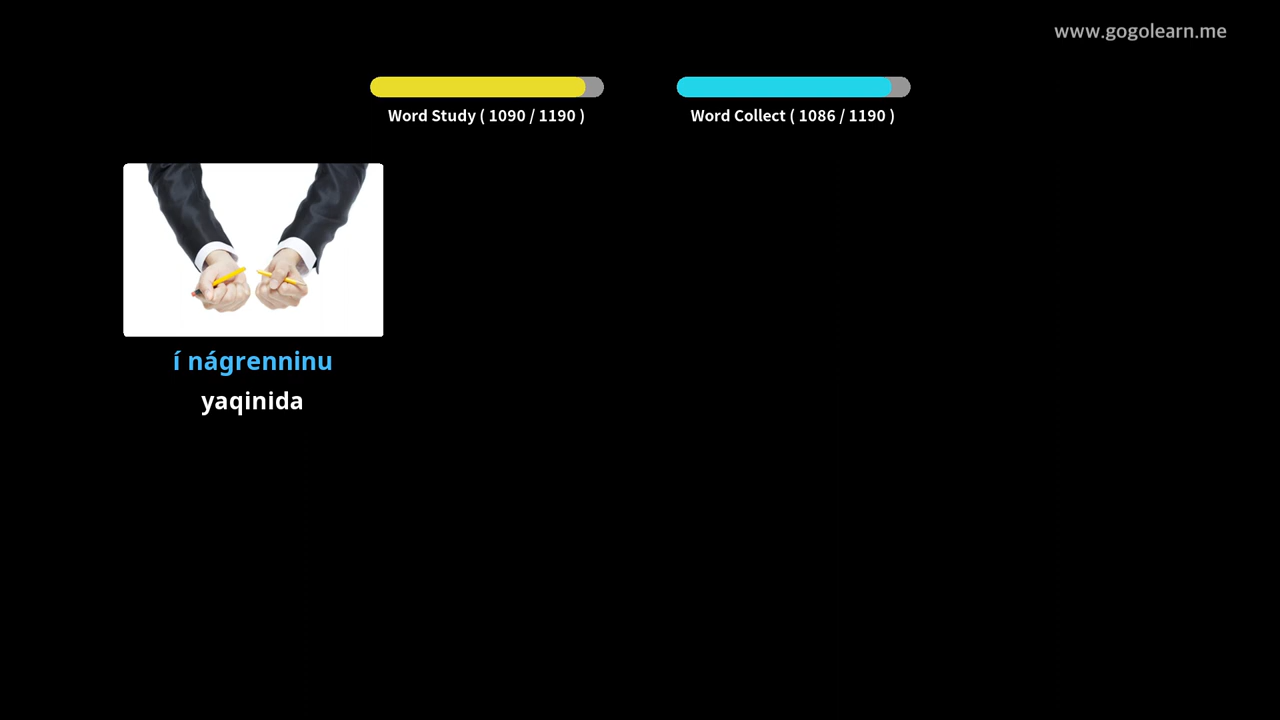 www.gogolearn.me
Word Study ( 1090 / 1190 )
Word Collect ( 1086 / 1190 )
í nágrenninu
yaqinida